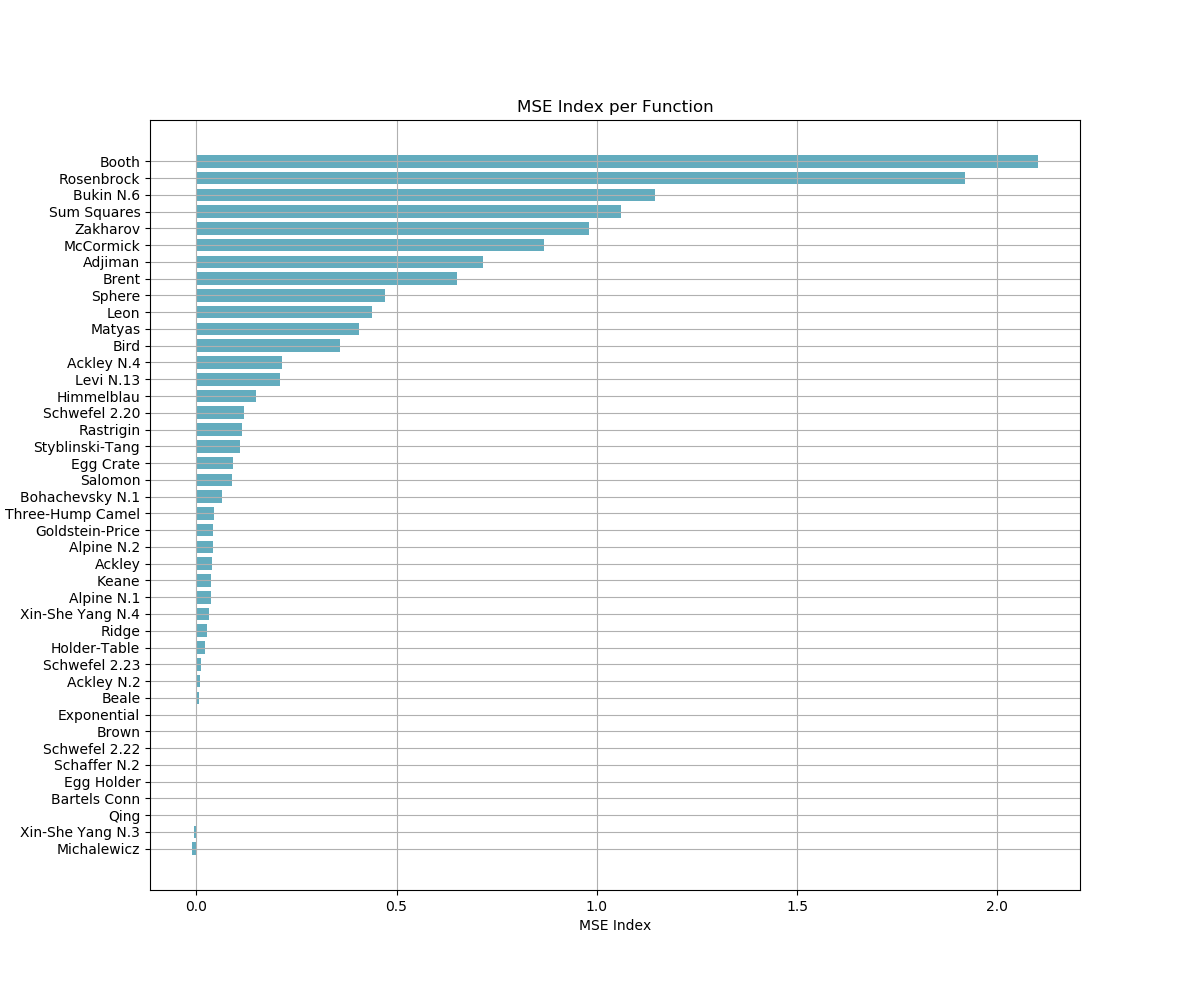 MSE Index per Function
Booth
Rosenbrock
Bukin N.6
Sum Squares
Zakharov
McCormick
Adjiman
Brent
Sphere
Leon
Matyas
Bird
Ackley N.4
Levi N.13
Himmelblau
Schwefel 2.20
Rastrigin
Styblinski-Tang
Egg Crate
Salomon
Bohachevsky N.1
Three-Hump Camel
Goldstein-Price
Alpine N.2
Ackley
Keane
Alpine N.1
Xin-She Yang N.4
Ridge
Holder-Table
Schwefel 2.23
Ackley N.2
Beale
Exponential
Brown
Schwefel 2.22
Schaffer N.2
Egg Holder
Bartels Conn
Qing
Xin-She Yang N.3
Michalewicz
0.0 0.5 1.0 1.5 2.0
MSE Index